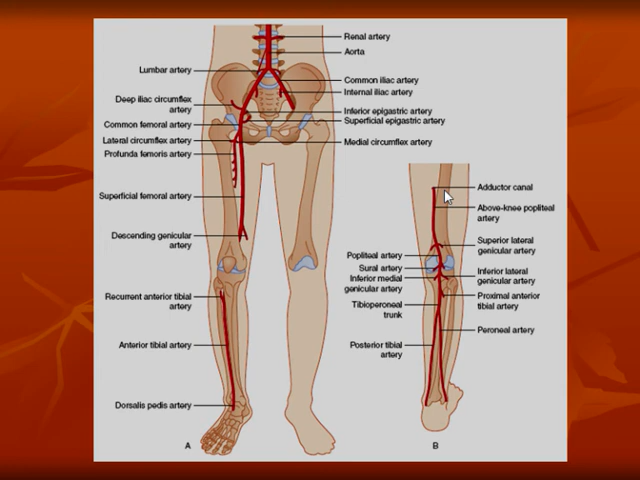 Renal artery
Aorta
Lumbar artery
Common iliac artery
Internal iliac artery
Deep iliac circumflex
artery
Inferior epigastric artery
Superficial epigastric artery
Common femoral artery
Lateral circumflex artery
Medial circumflex artery
Profunda femoris artery
Superficial femoral artery
Descending genicular
artery
Recurrent anterior tibial
artery
Anterior tibial artery
Dorsalis pedis artery
A
Adductor canal
Above-knee popliteal
artery
Superior lateral
genicular artery
Popliteal artery
Sural artery
Inferior medial
genicular artery
Inferior lateral
genicular artery
Tibioperoneal
trunk
Proximal anterior
tibial artery
Peroneal artery
Posterior tibial
artery
B